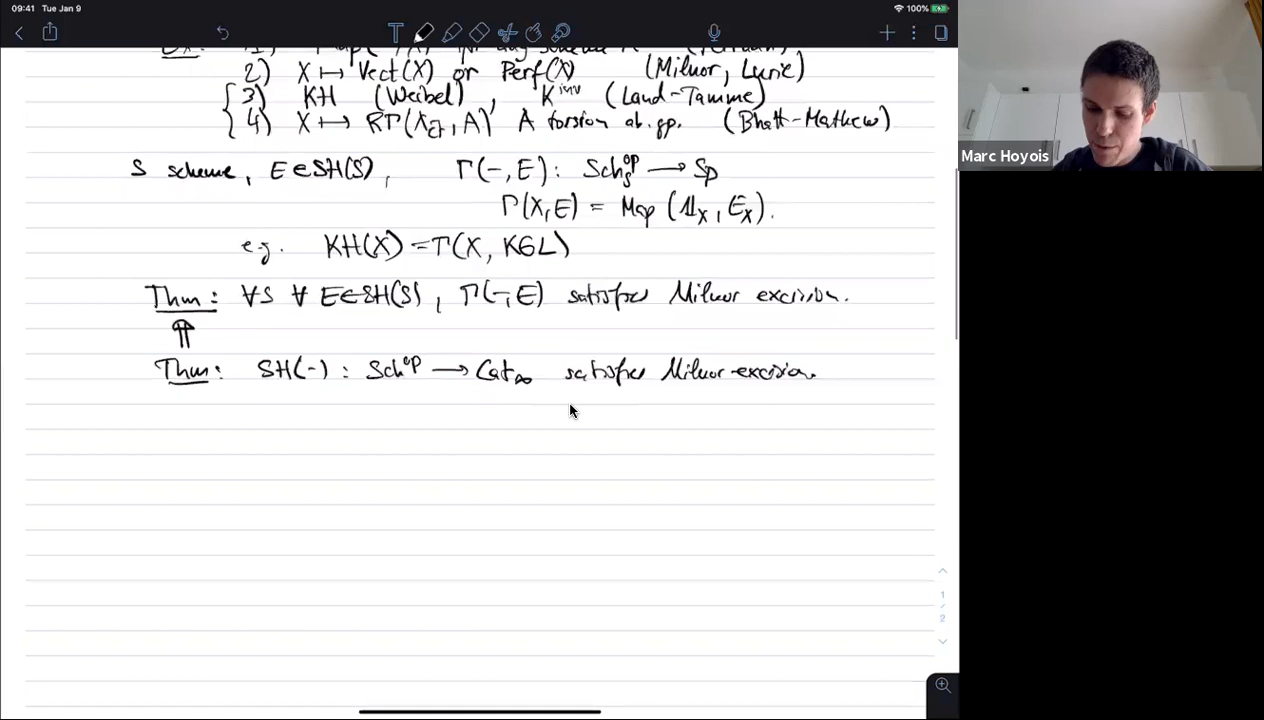 09:41 Tue Jan 9
100%
2) X ↦ Vect(X) or Perf(X) (Milnor, Lurie)
3) KH (Weibel), K^inv (Land-Tamme)
4) X ↦ RΓ(X_ét, A) A torsion ab. gp. (Bhatt-Mathew)
S scheme, E ∈ SH(S), Γ(-, E): Sch_S^op → Sp
Γ(X, E) = Map(𝟙_X, E_X).
e.g. KH(X) = Γ(X, KGL)
Thm: ∀S ∀ E∈SH(S), Γ(-, E) satisfies Milnor excision.
⇑
Thm: SH(-): Sch^op → Cat_∞ satisfies Milnor excision.
Marc Hoyois
1
/
2